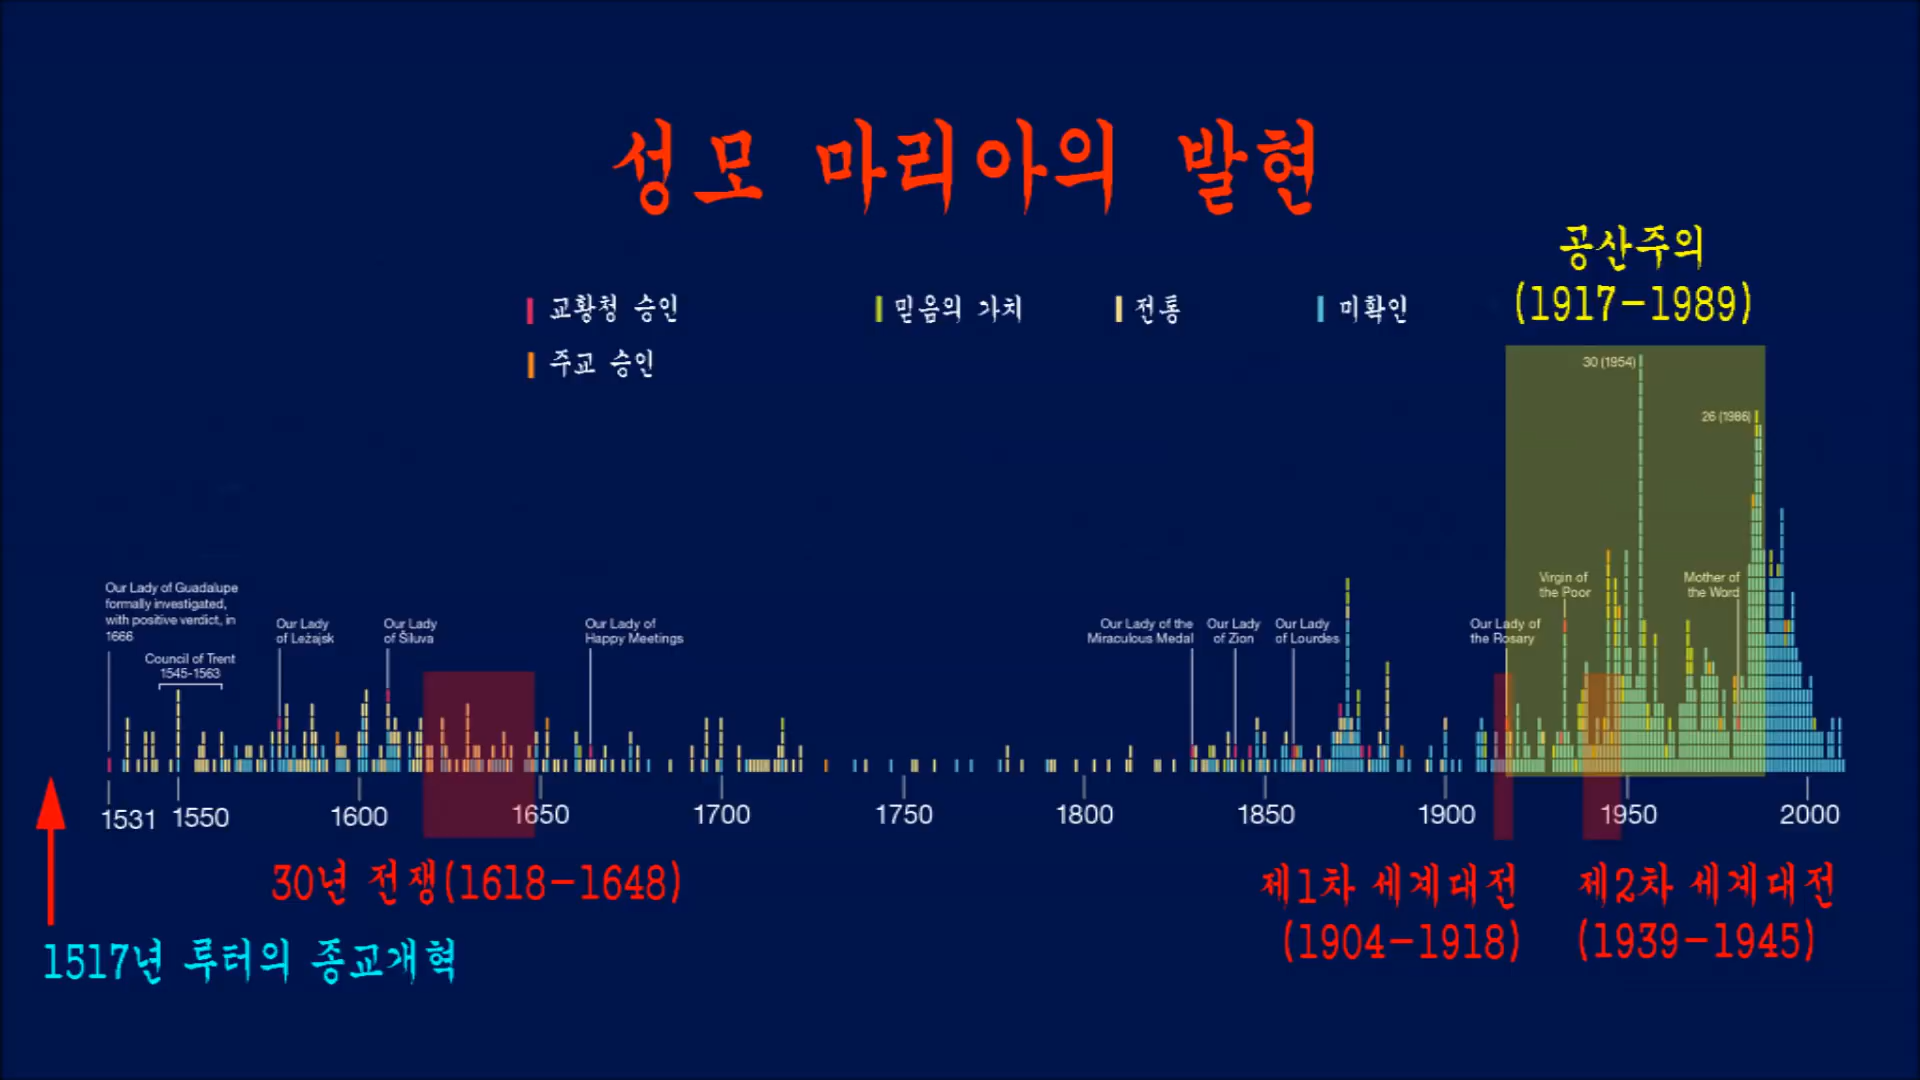 성모 마리아의 발현
공산주의
(1917-1989)
교황청 승인
믿음의 가치
전통
미확인
주교 승인
30 (1954)
26 (1986)
Our Lady of Guadalupe
formally investigated,
with positive verdict, in
1666
Council of Trent
1545-1563
Our Lady
of Leżajsk
Our Lady
of Šiluva
Our Lady of
Happy Meetings
Our Lady of the
Miraculous Medal
Our Lady
of Zion
Our Lady
of Lourdes
Our Lady of
the Rosary
Virgin of
the Poor
Mother of
the Word
1531
1550
1600
1650
1700
1750
1800
1850
1900
1950
2000
30년 전쟁(1618-1648)
제1차 세계대전
(1904-1918)
제2차 세계대전
(1939-1945)
1517년 루터의 종교개혁